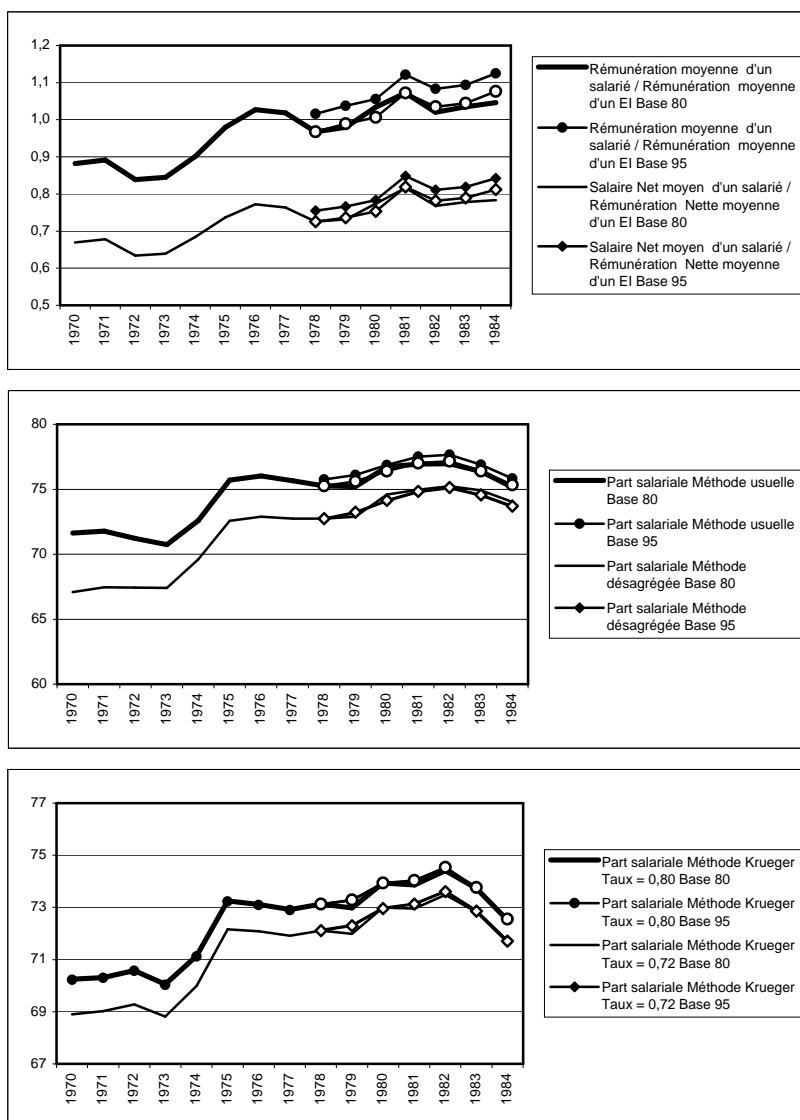 1,2
1,1
1,0
0,9
0,8
0,7
0,6
0,5
1970
1971
1972
1973
1974
1975
1976
1977
1978
1979
1980
1981
1982
1983
1984
Rémunération moyenne d'un
salarié / Rémunération moyenne
d'un EI Base 80
Rémunération moyenne d'un
salarié / Rémunération moyenne
d'un EI Base 95
Salaire Net moyen d'un salarié /
Rémunération Nette moyenne
d'un EI Base 80
Salaire Net moyen d'un salarié /
Rémunération Nette moyenne
d'un EI Base 95
80
75
70
65
60
1970
1971
1972
1973
1974
1975
1976
1977
1978
1979
1980
1981
1982
1983
1984
Part salariale Méthode usuelle
Base 80
Part salariale Méthode usuelle
Base 95
Part salariale Méthode
désagrégée Base 80
Part salariale Méthode
désagrégée Base 95
77
75
73
71
69
67
1970
1971
1972
1973
1974
1975
1976
1977
1978
1979
1980
1981
1982
1983
1984
Part salariale Méthode Krueger
Taux = 0,80 Base 80
Part salariale Méthode Krueger
Taux = 0,80 Base 95
Part salariale Méthode Krueger
Taux = 0,72 Base 80
Part salariale Méthode Krueger
Taux = 0,72 Base 95